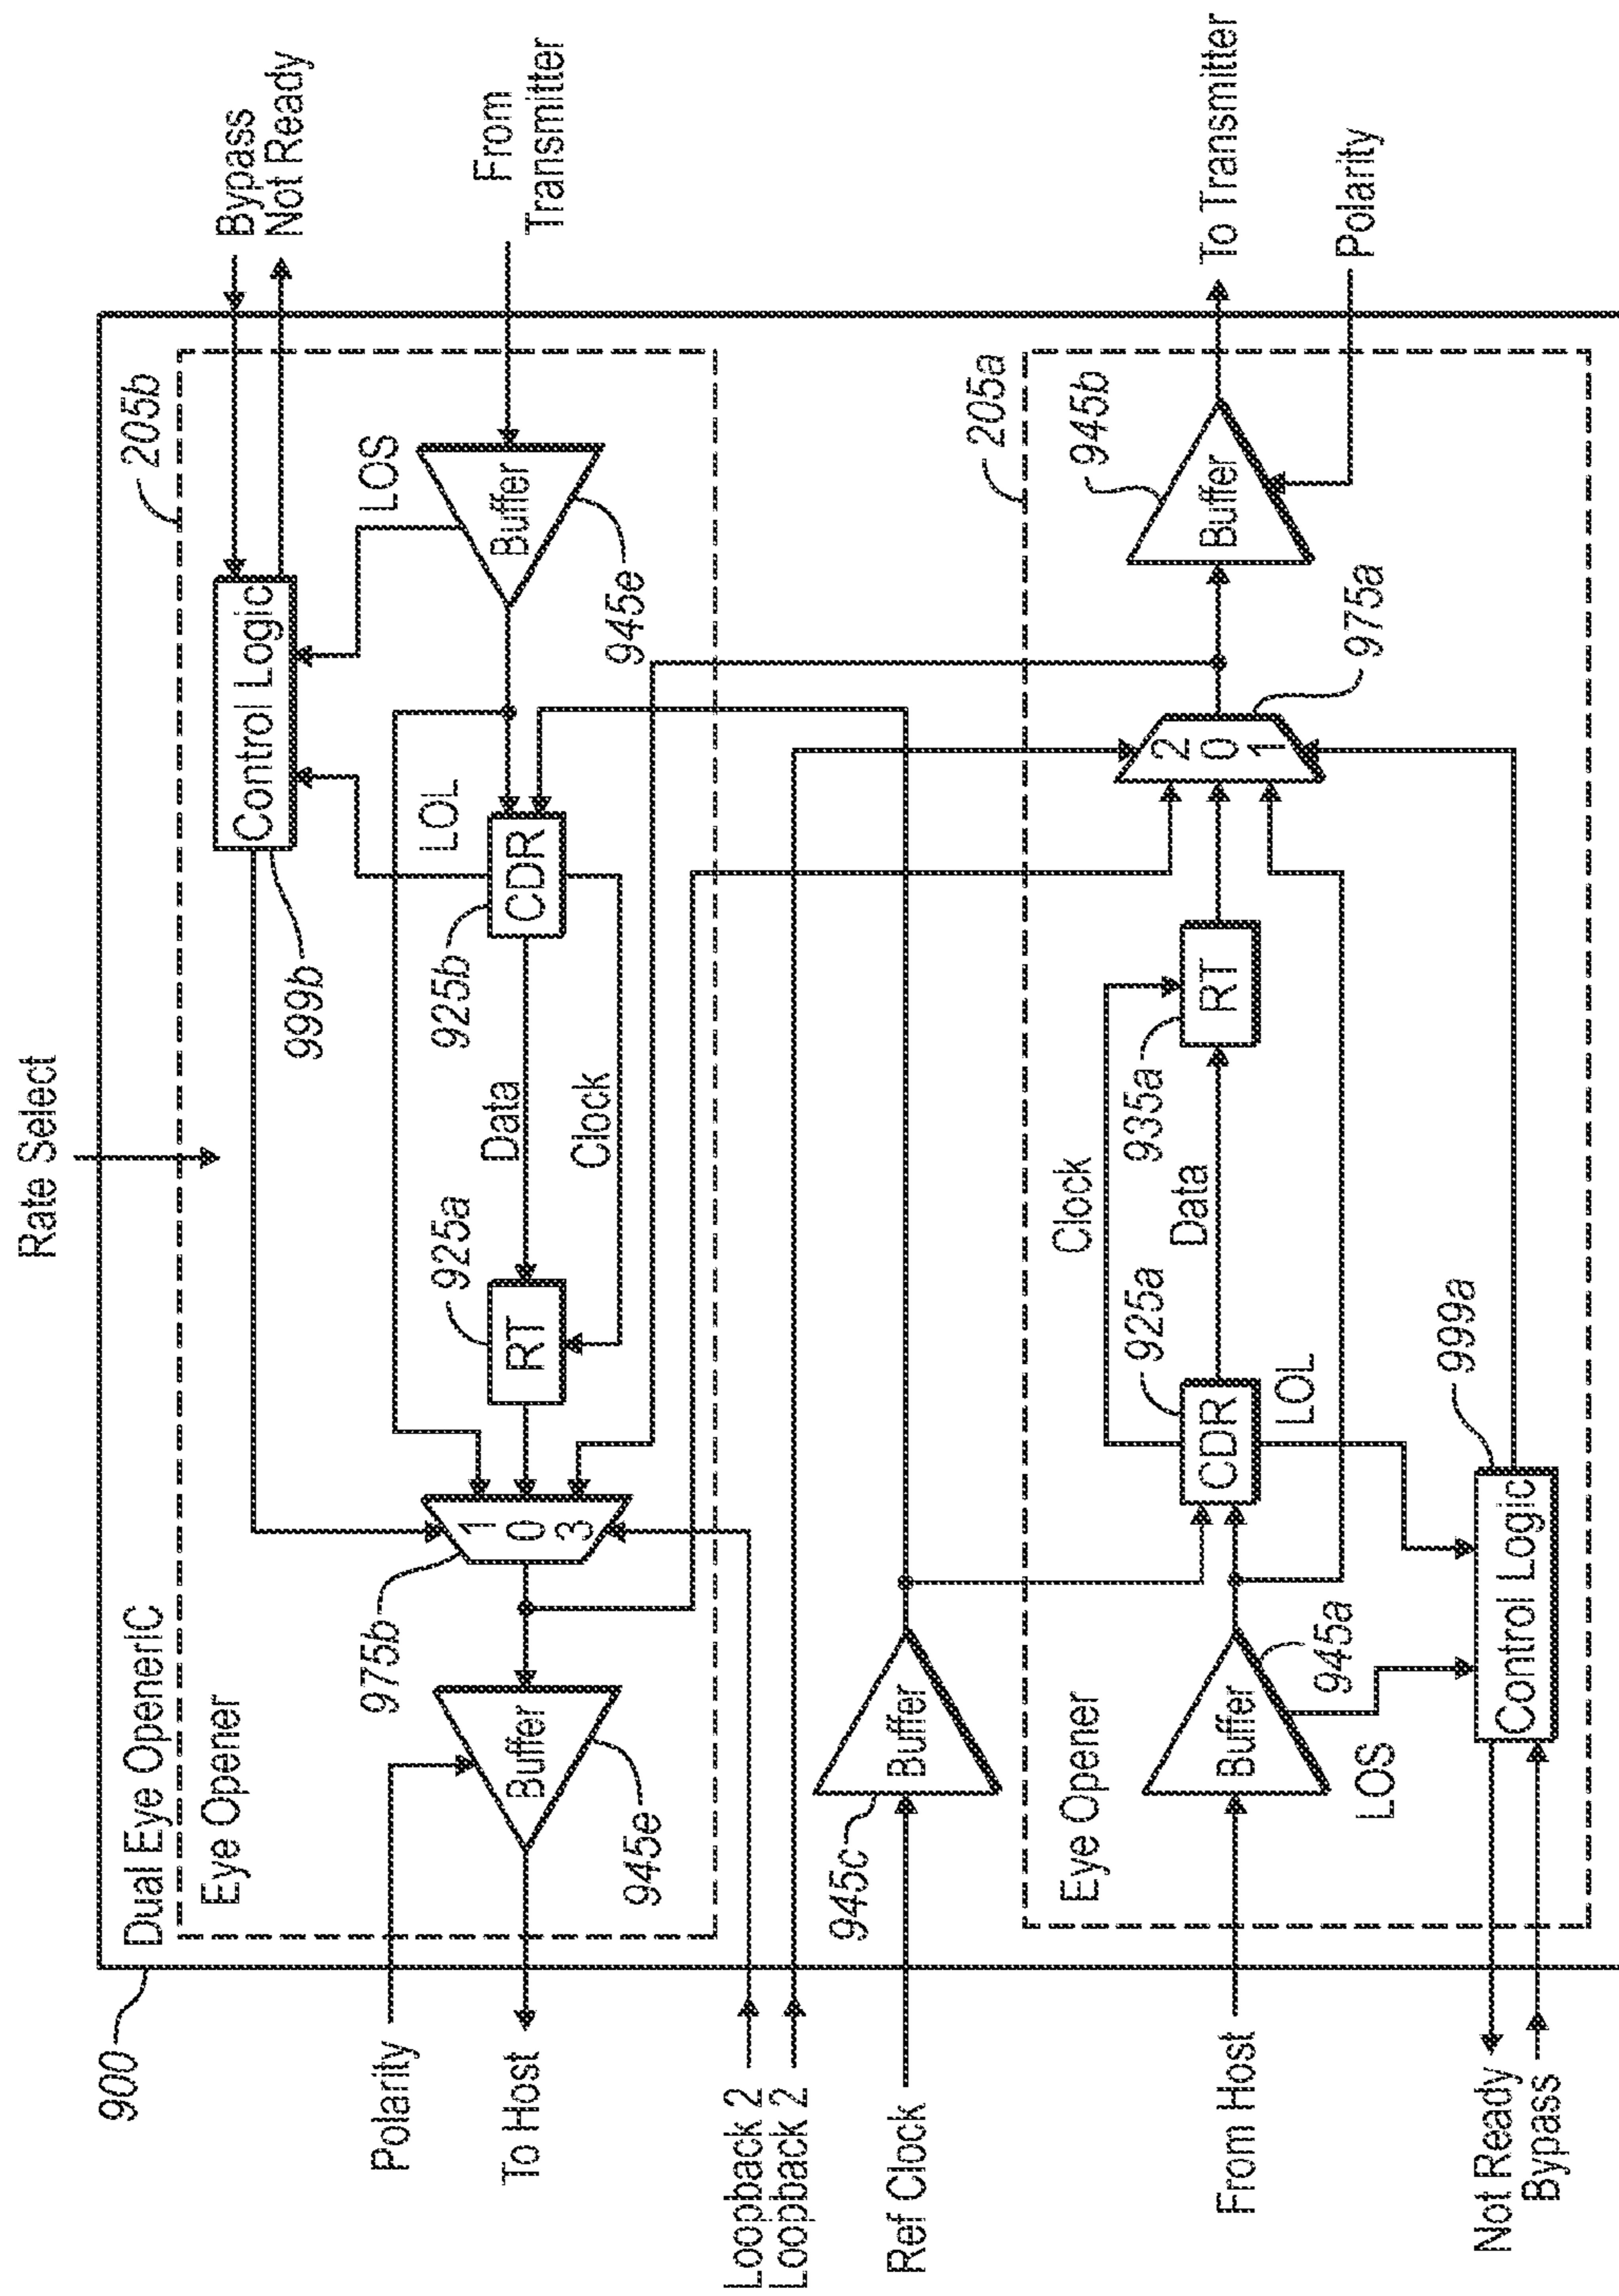 Rate Select
900
Dual Eye OpenerIC
Eye Opener
205b
Control Logic
999b
Bypass
Not Ready
Polarity
LOS
LOL
975b
925a
925b
To Host
Buffer
1
0
3
RT
Data
CDR
Buffer
From
Transmitter
Clock
945e
945e
Loopback 2
Loopback 2
945c
Ref Clock
Buffer
205a
Eye Opener
Clock
925a
935a
945b
From Host
Buffer
CDR
Data
RT
2
0
1
Buffer
To Transmitter
945a
LOL
LOS
975a
Polarity
999a
Not Ready
Bypass
Control Logic